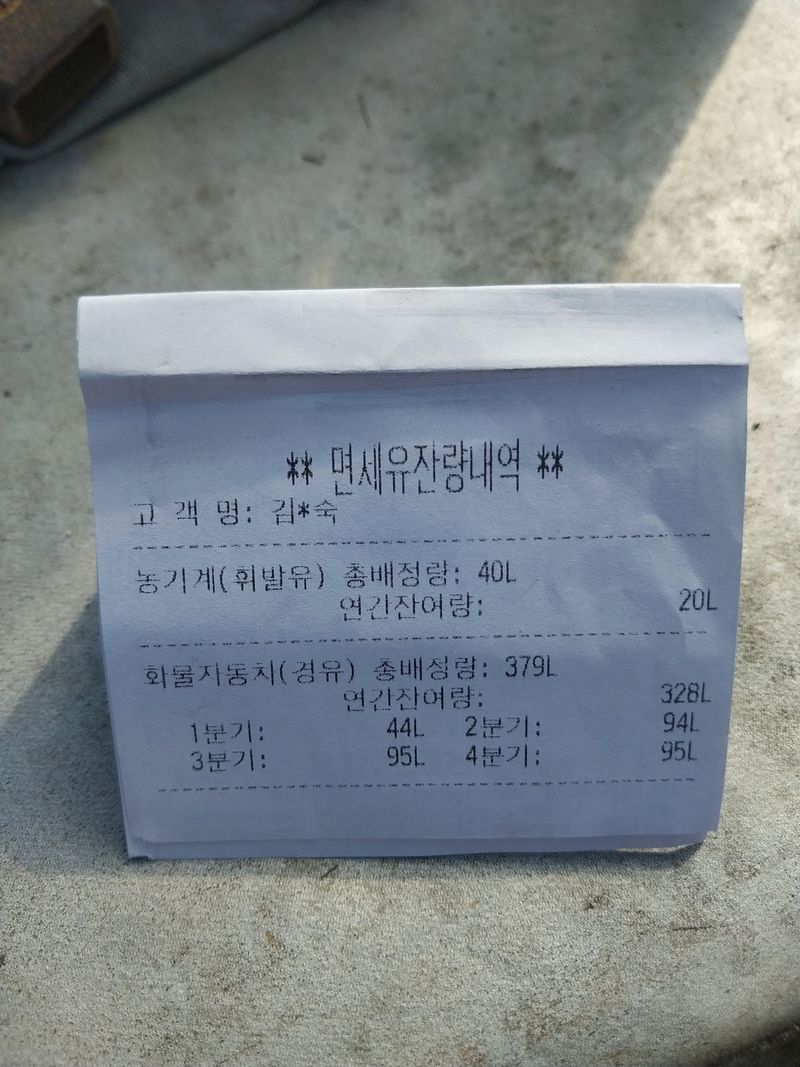 ** 면세유잔량내역 **
고 객 명: 김*숙
농기계(휘발유) 총배정량: 40L
연간잔여량: 20L
화물자동차(경유) 총배정량: 379L
연간잔여량: 328L
1분기: 44L 2분기: 94L
3분기: 95L 4분기: 95L